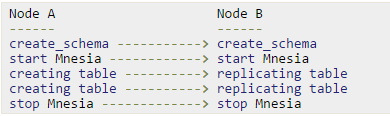 Node A                    Node B
------                    ------
create_schema -----------> create_schema
start Mnesia ------------> start Mnesia
creating table ----------> replicating table
creating table ----------> replicating table
stop Mnesia -------------> stop Mnesia